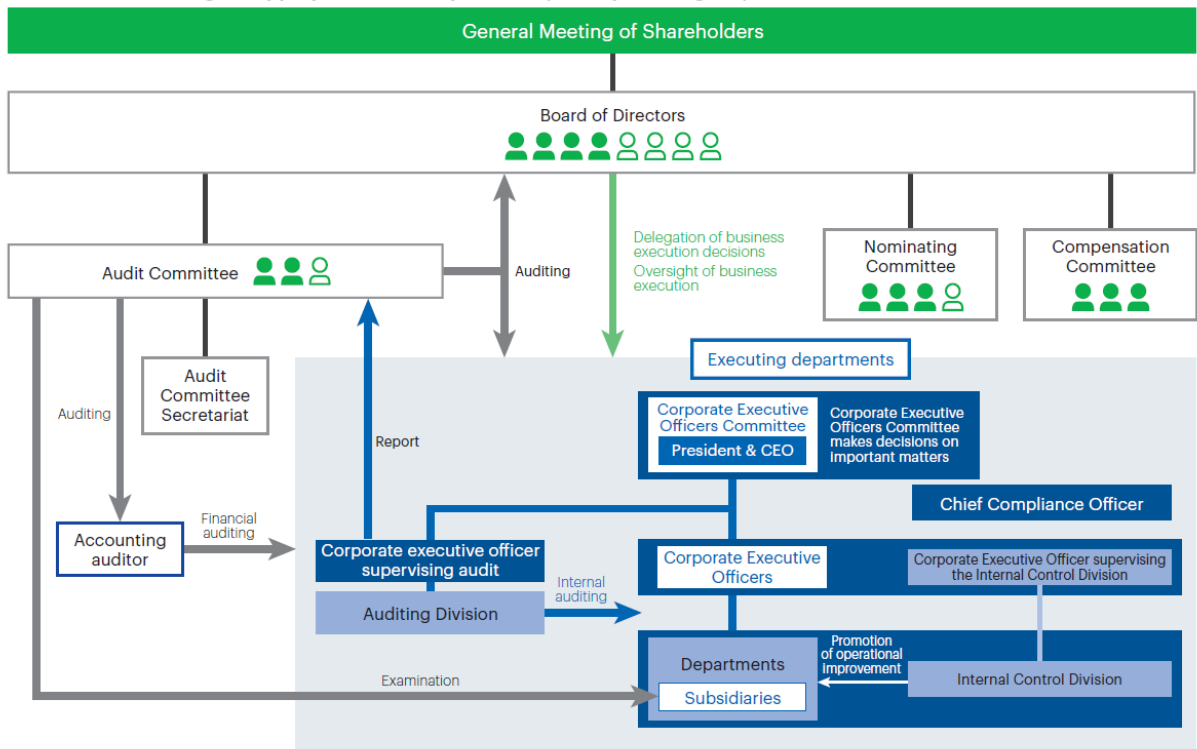 General Meeting of Shareholders
Board of Directors
Delegation of business
execution decisions
Oversight of business
execution
Auditing
Audit Committee
Nominating
Committee
Compensation
Committee
Executing departments
Audit
Committee
Secretariat
Auditing
Report
Corporate Executive
Officers Committee
President & CEO
Corporate Executive
Officers Committee
makes decisions on
important matters
Chief Compliance Officer
Accounting
auditor
Financial
auditing
Corporate executive officer
supervising audit
Auditing Division
Internal
auditing
Corporate Executive
Officers
Corporate Executive Officer supervising
the Internal Control Division
Departments
Subsidiaries
Promotion
of operational
improvement
Internal Control Division
Examination